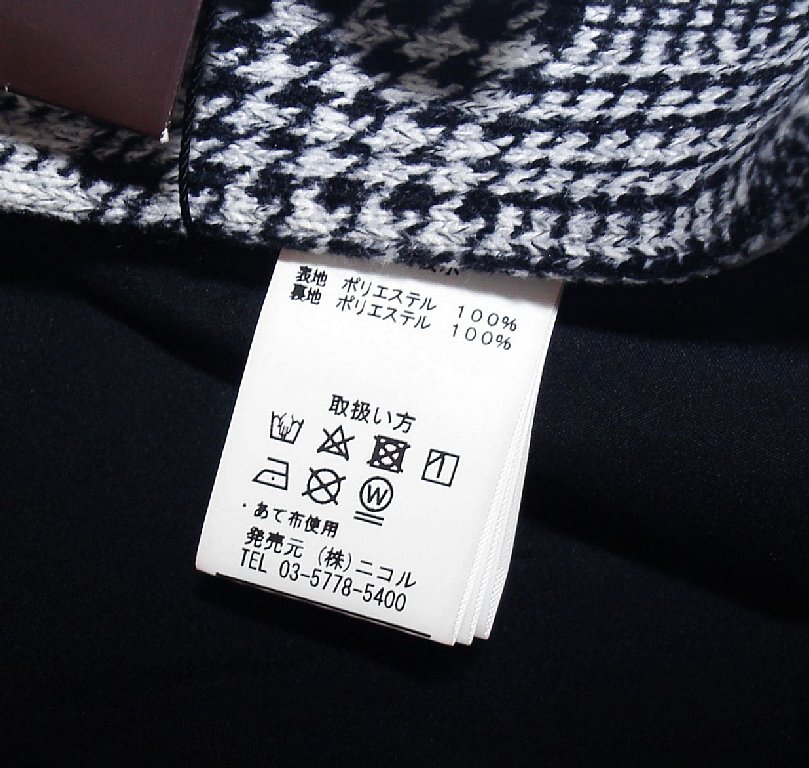 表地 ポリエステル 100%
裏地 ポリエステル 100%
取扱い方
W
・あて布使用
発売元 (株)ニコル
TEL 03-5778-5400